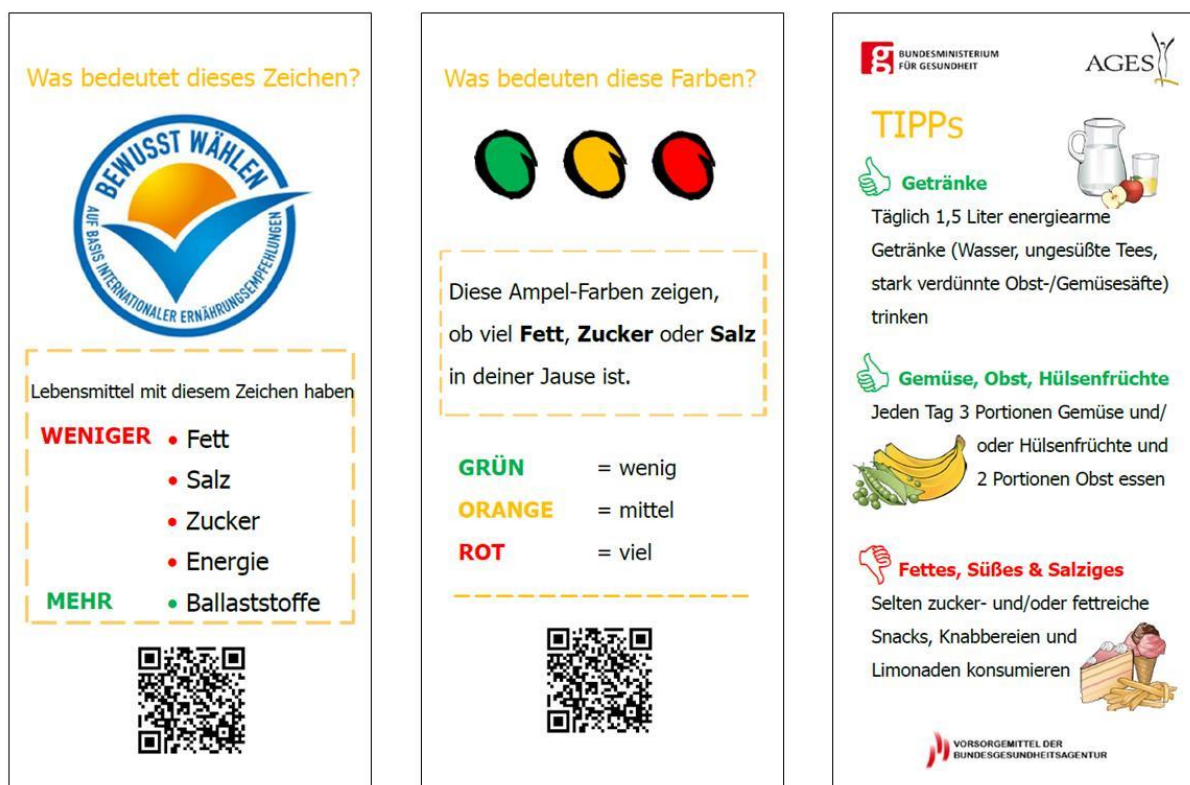 Was bedeutet dieses Zeichen?
BEWUSST WÄHLEN
AUF BASIS INTERNATIONALER ERNÄHRUNGSEMPFEHLUNGEN
Lebensmittel mit diesem Zeichen haben
WENIGER • Fett
• Salz
• Zucker
• Energie
MEHR • Ballaststoffe
Was bedeuten diese Farben?
Diese Ampel-Farben zeigen,
ob viel Fett, Zucker oder Salz
in deiner Jause ist.
GRÜN = wenig
ORANGE = mittel
ROT = viel
g BUNDESMINISTERIUM
FÜR GESUNDHEIT
AGES
TIPPs
Getränke
Täglich 1,5 Liter energiearme
Getränke (Wasser, ungesüßte Tees,
stark verdünnte Obst-/Gemüsesäfte)
trinken
Gemüse, Obst, Hülsenfrüchte
Jeden Tag 3 Portionen Gemüse und/
oder Hülsenfrüchte und
2 Portionen Obst essen
Fettes, Süßes & Salziges
Selten zucker- und/oder fettreiche
Snacks, Knabbereien und
Limonaden konsumieren
VORSORGEMITTEL DER
BUNDESGESUNDHEITSAGENTUR